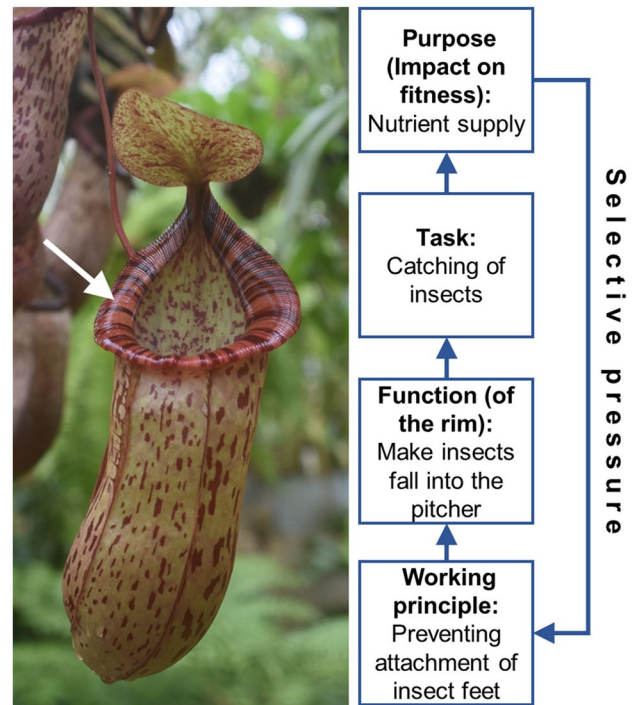 Purpose
(Impact on
fitness):
Nutrient supply
Task:
Catching of
insects
Function (of
the rim):
Make insects
fall into the
pitcher
Working
principle:
Preventing
attachment of
insect feet
Selective pressure